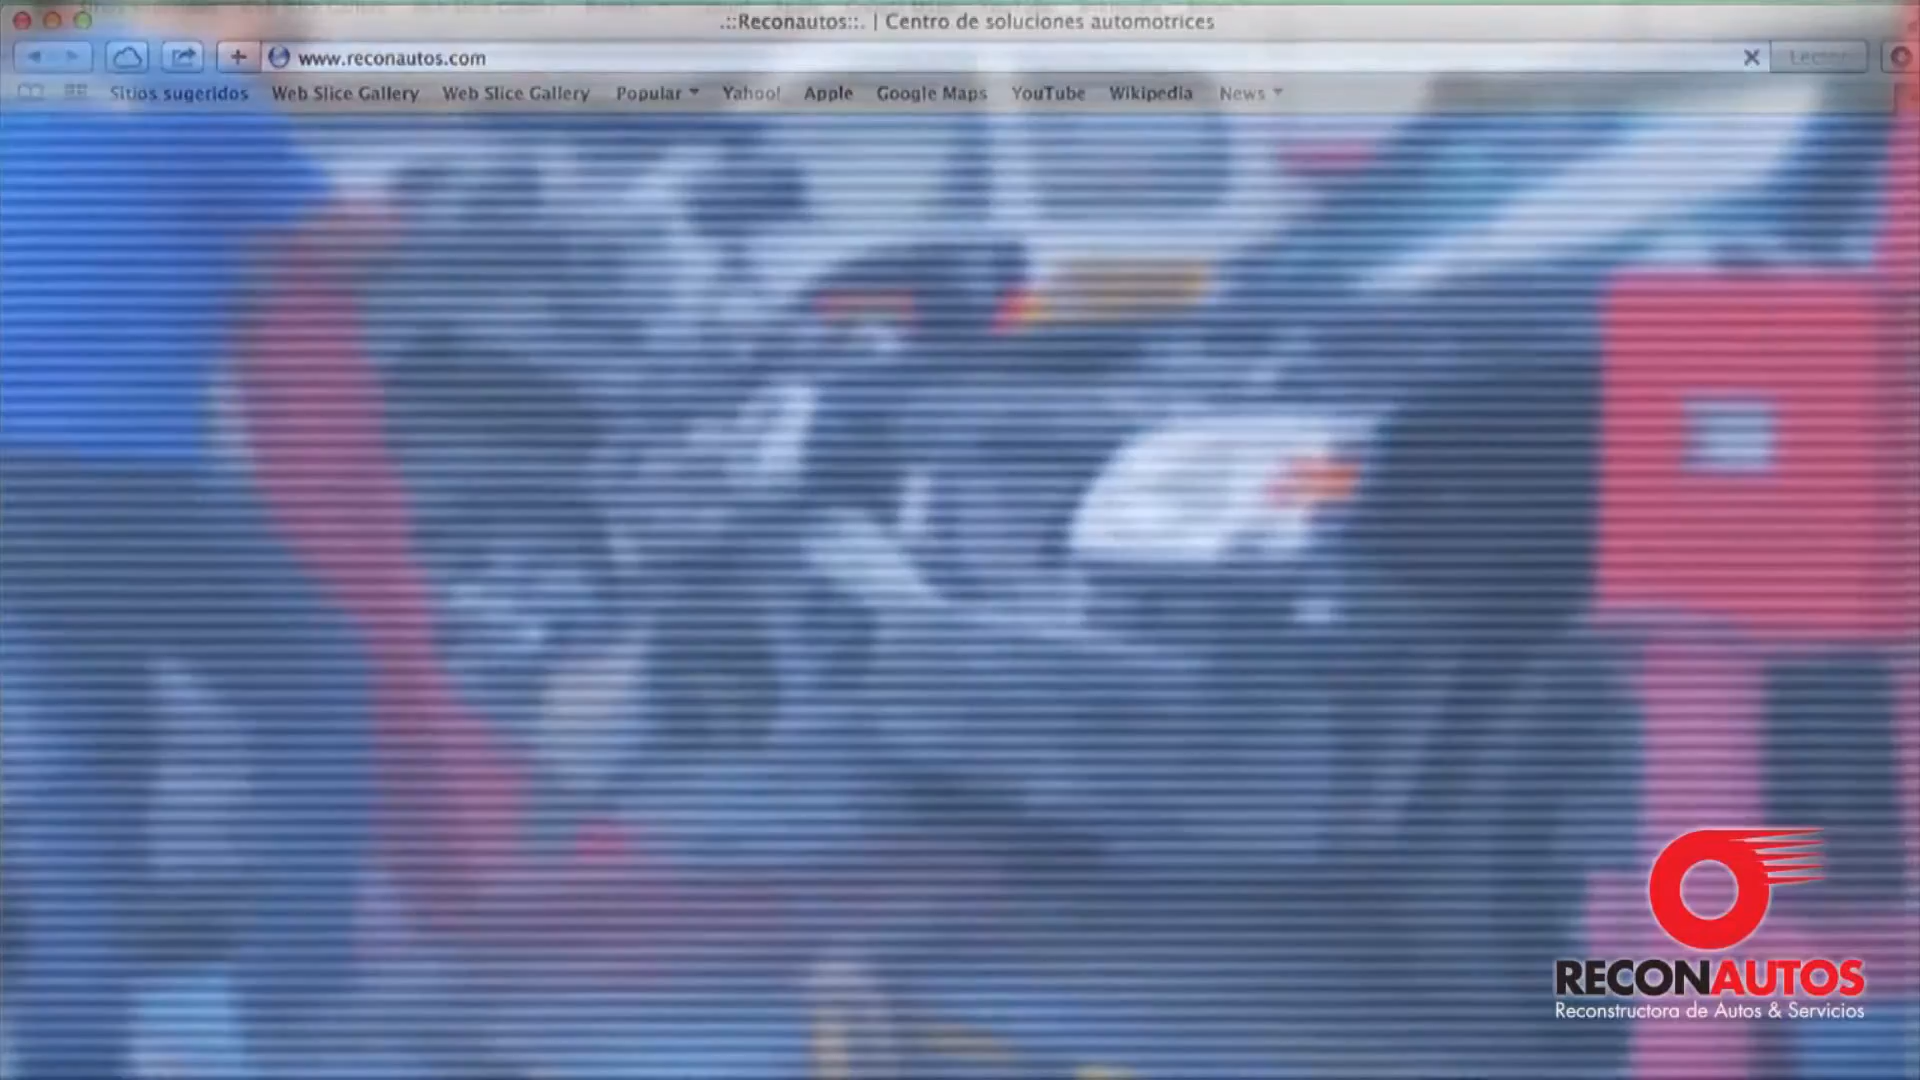 .::Reconautos::. | Centro de soluciones automotrices
www.reconautos.com
Lector
Sitios sugeridos Web Slice Gallery Web Slice Gallery Popular Yahoo! Apple Google Maps YouTube Wikipedia News
RECONAUTOS
Reconstructora de Autos & Servicios